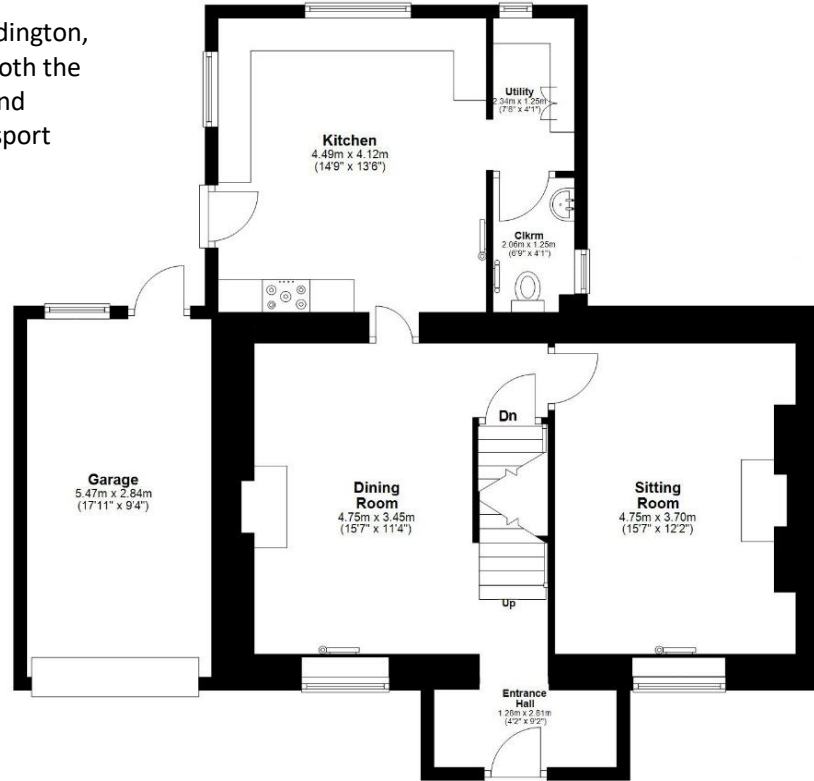 dington,
oth the
nd
sport
Utility
2.34m x 1.25m
(7'8" x 4'1")
Kitchen
4.49m x 4.12m
(14'9" x 13'6")
Clkrm
2.06m x 1.25m
(6'9" x 4'1")
Dn
Garage
5.47m x 2.84m
(17'11" x 9'4")
Dining
Room
4.75m x 3.45m
(15'7" x 11'4")
Sitting
Room
4.75m x 3.70m
(15'7" x 12'2")
Up
Entrance
Hall
1.28m x 2.81m
(4'2" x 9'2")